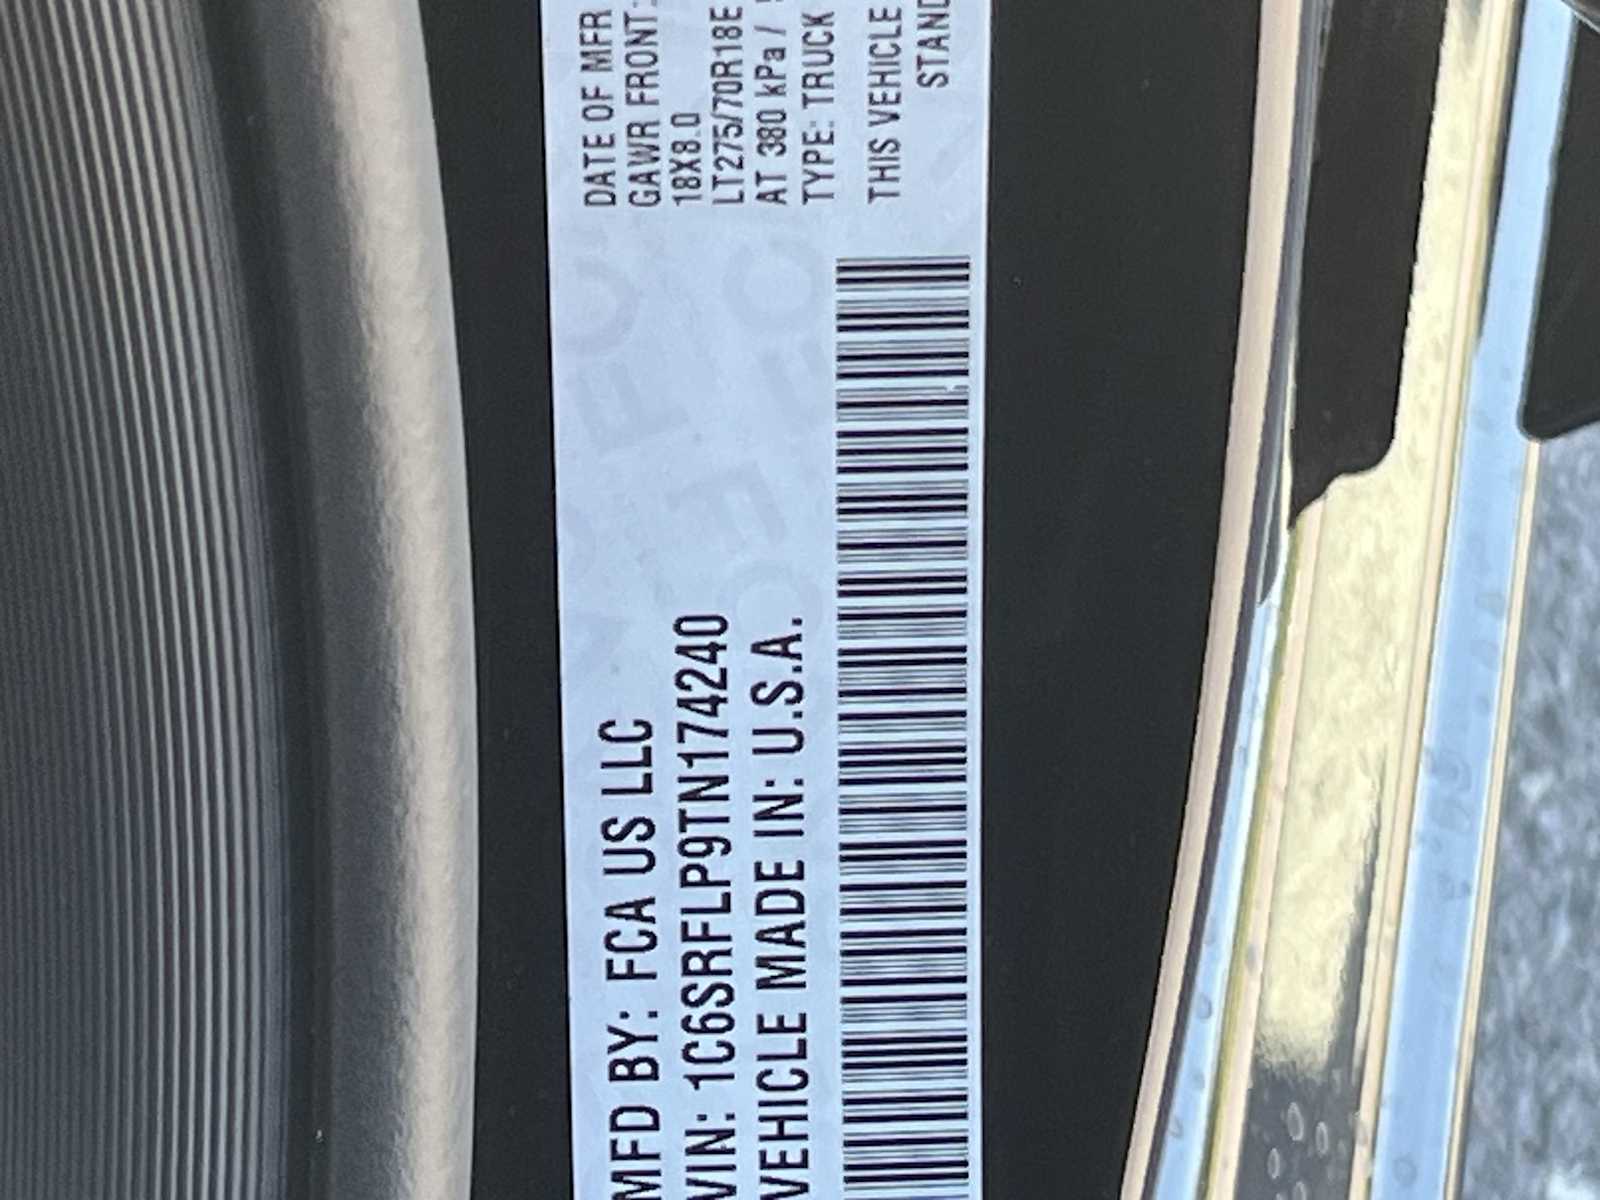 MFD BY: FCA US LLC
VIN: 1C6SRFLP9TN174240
VEHICLE MADE IN: U.S.A.
DATE OF MFR
GAWR FRONT:
18X8.0
LT275/70R18E
AT 380 kPa /
TYPE: TRUCK
THIS VEHICLE
STAND